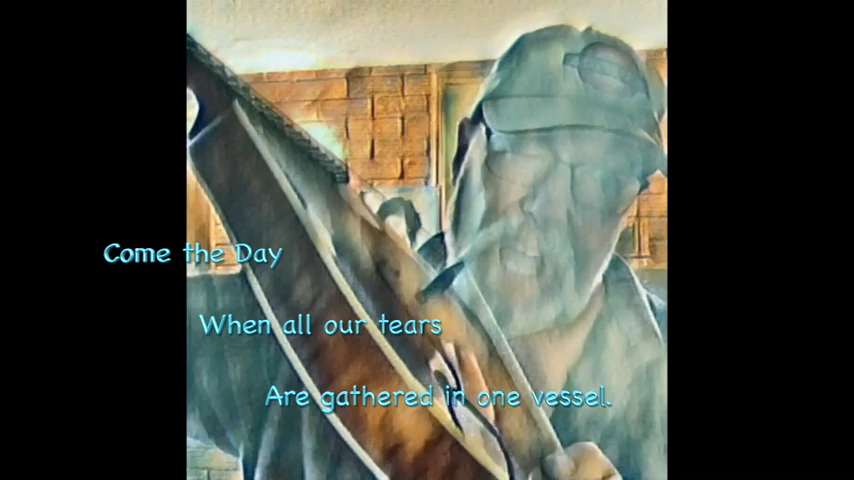 Come the Day
When all our tears
Are gathered in one vessel.